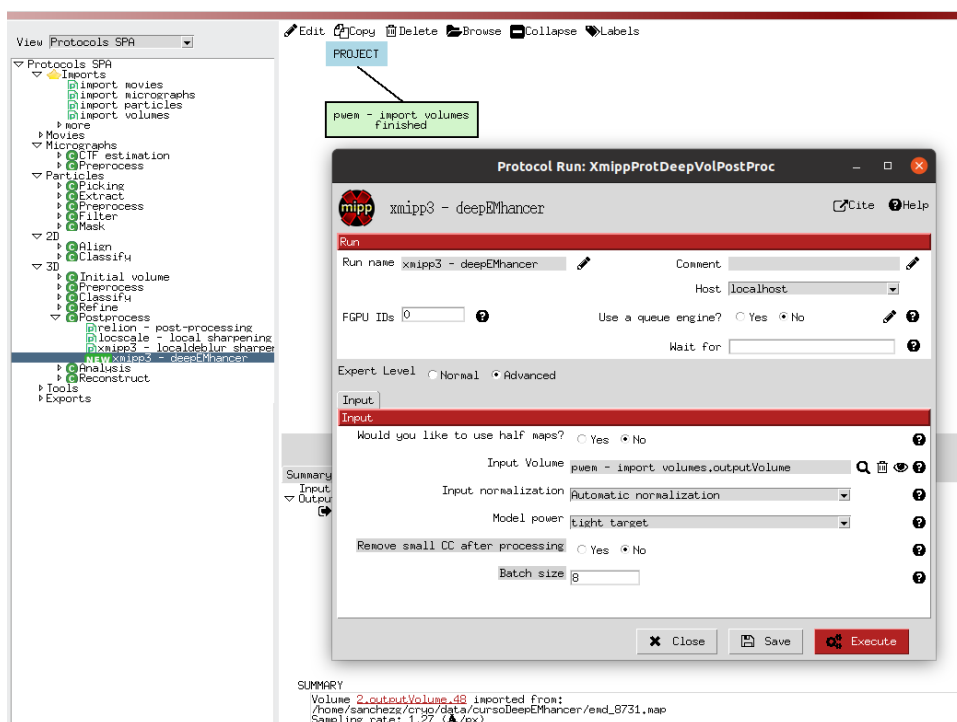 Edit Copy Delete Browse Collapse Labels
View Protocols SPA
PROJECT
Protocols SPA
Imports
import movies
import micrographs
import particles
import volumes
more
Movies
Micrographs
CTF estimation
Preprocess
Particles
Picking
Extract
Preprocess
Filter
Mask
2D
Align
Classify
3D
Initial volume
Preprocess
Classify
Refine
Postprocess
relion - post-processing
locscale - local sharpening
xmipp3 - localdeblur sharpen
NEW xmipp3 - deepEMhancer
Analysis
Reconstruct
Tools
Exports
pwem - import volumes
finished
Protocol Run: XmippProtDeepVolPostProc
mipp xmipp3 - deepEMhancer Cite Help
Run
Run name xmipp3 - deepEMhancer Comment
Host localhost
FGPU IDs 0 Use a queue engine? Yes No
Wait for
Expert Level Normal Advanced
Input
Input
Would you like to use half maps? Yes No
Input Volume pwem - import volumes.outputVolume
Input normalization Automatic normalization
Model power tight target
Remove small CC after processing Yes No
Batch size 8
Close Save Execute
Summary
Input
Outpu
SUMMARY
Volume 2.outputVolume.48 imported from:
/home/sanchezg/cryo/data/cursoDeepEMhancer/emd_8731.map
Sampling rate: 1.27 (Å/px)